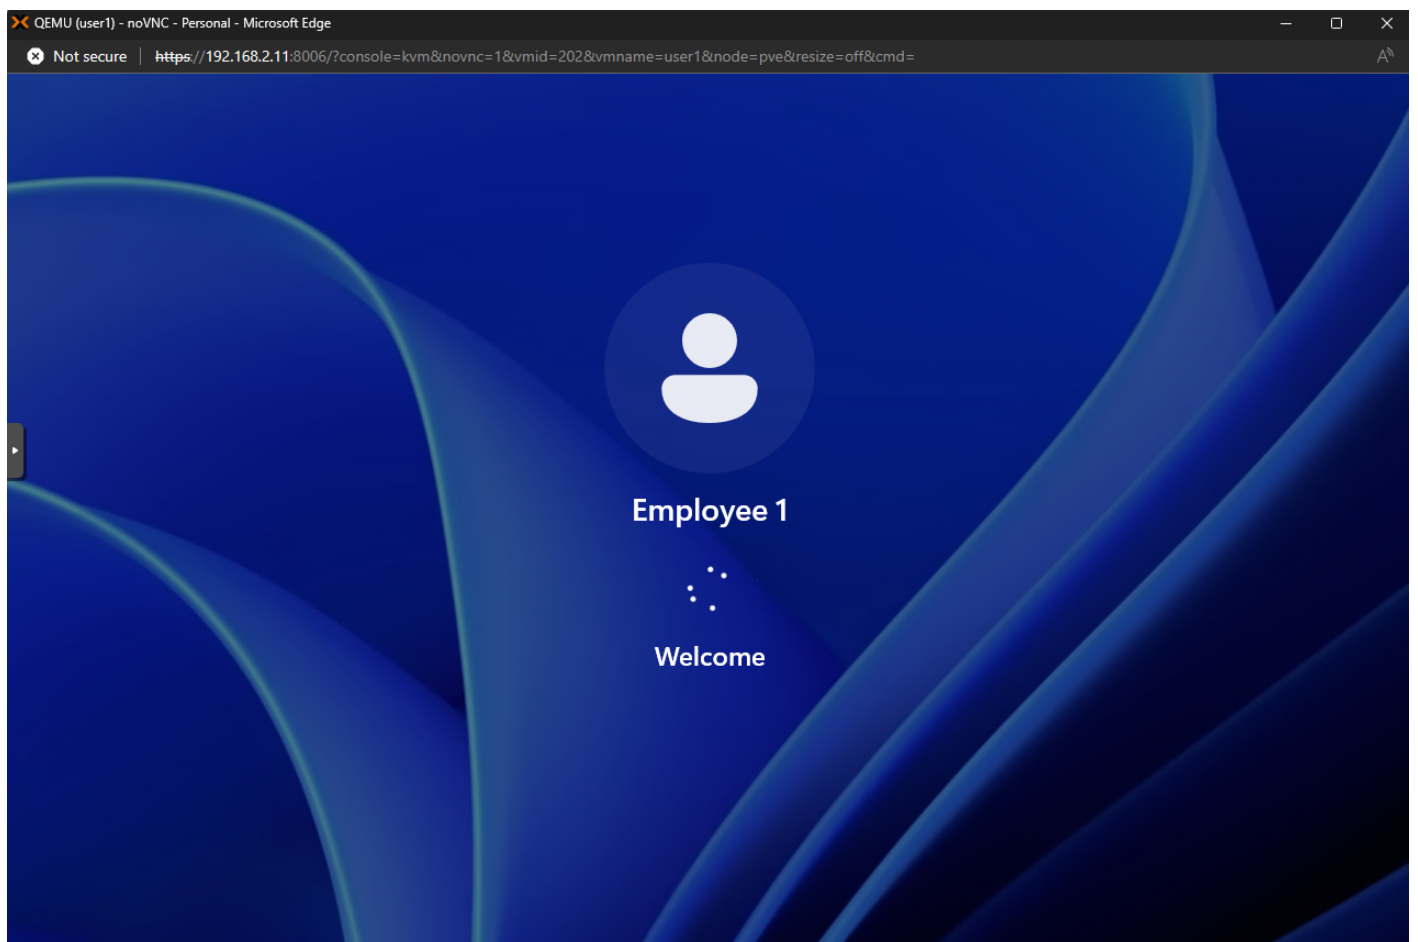 QEMU (user1) - noVNC - Personal - Microsoft Edge
Not secure https://192.168.2.11:8006/?console=kvm&novnc=1&vmid=202&vmname=user1&node=pve&resize=off&cmd=
Employee 1
Welcome